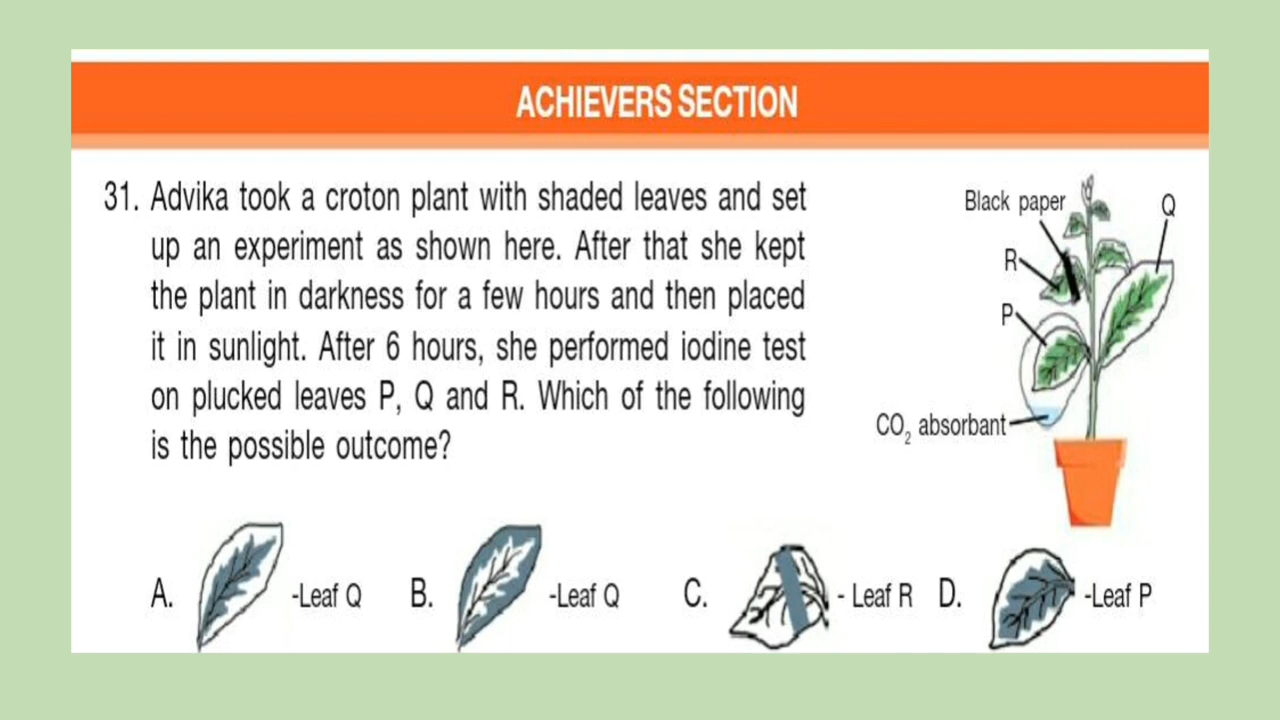 ACHIEVERS SECTION
31. Advika took a croton plant with shaded leaves and set
up an experiment as shown here. After that she kept
the plant in darkness for a few hours and then placed
it in sunlight. After 6 hours, she performed iodine test
on plucked leaves P, Q and R. Which of the following
is the possible outcome?
Black paper
Q
R
P
CO₂ absorbant
A. -Leaf Q B. -Leaf Q C. - Leaf R D. -Leaf P